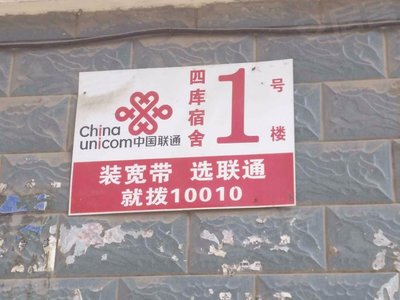 China
unicom中国联通
四库宿舍
1号楼
装宽带 选联通
就拨10010